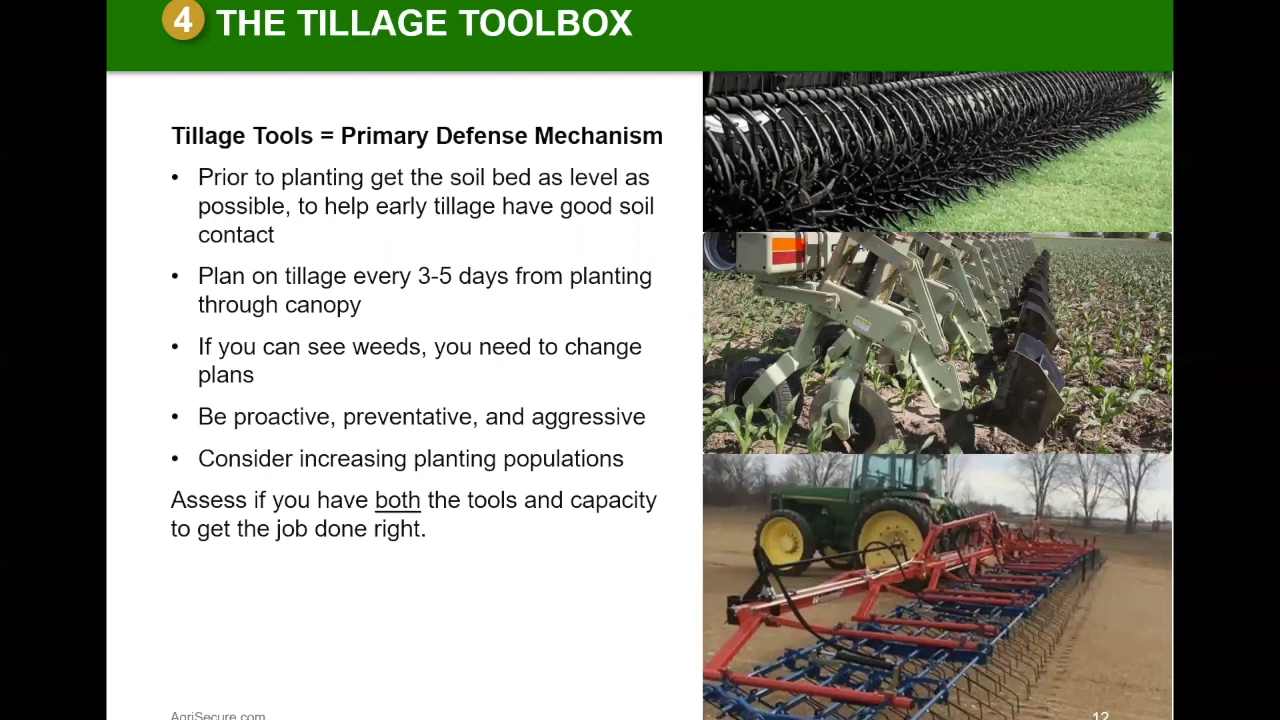 4 THE TILLAGE TOOLBOX
Tillage Tools = Primary Defense Mechanism
• Prior to planting get the soil bed as level as
possible, to help early tillage have good soil
contact
• Plan on tillage every 3-5 days from planting
through canopy
• If you can see weeds, you need to change
plans
• Be proactive, preventative, and aggressive
• Consider increasing planting populations
Assess if you have both the tools and capacity
to get the job done right.
AgriSecure.com
12